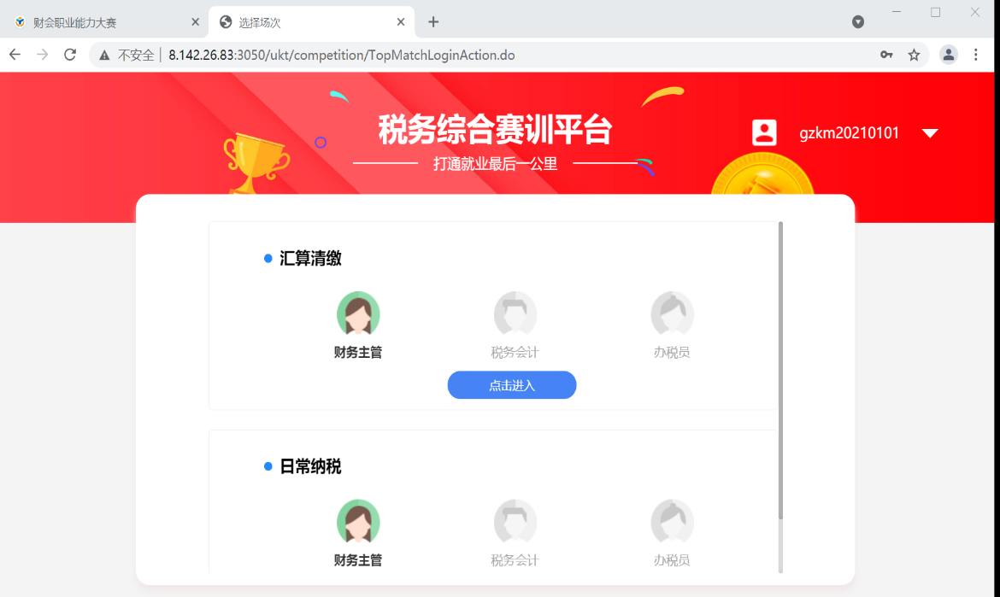 财会职业能力大赛
选择场次
不安全 8.142.26.83:3050/ukt/competition/TopMatchLoginAction.do
税务综合赛训平台
打通就业最后一公里
gzkm20210101
汇算清缴
财务主管 税务会计 办税员
点击进入
日常纳税
财务主管 税务会计 办税员